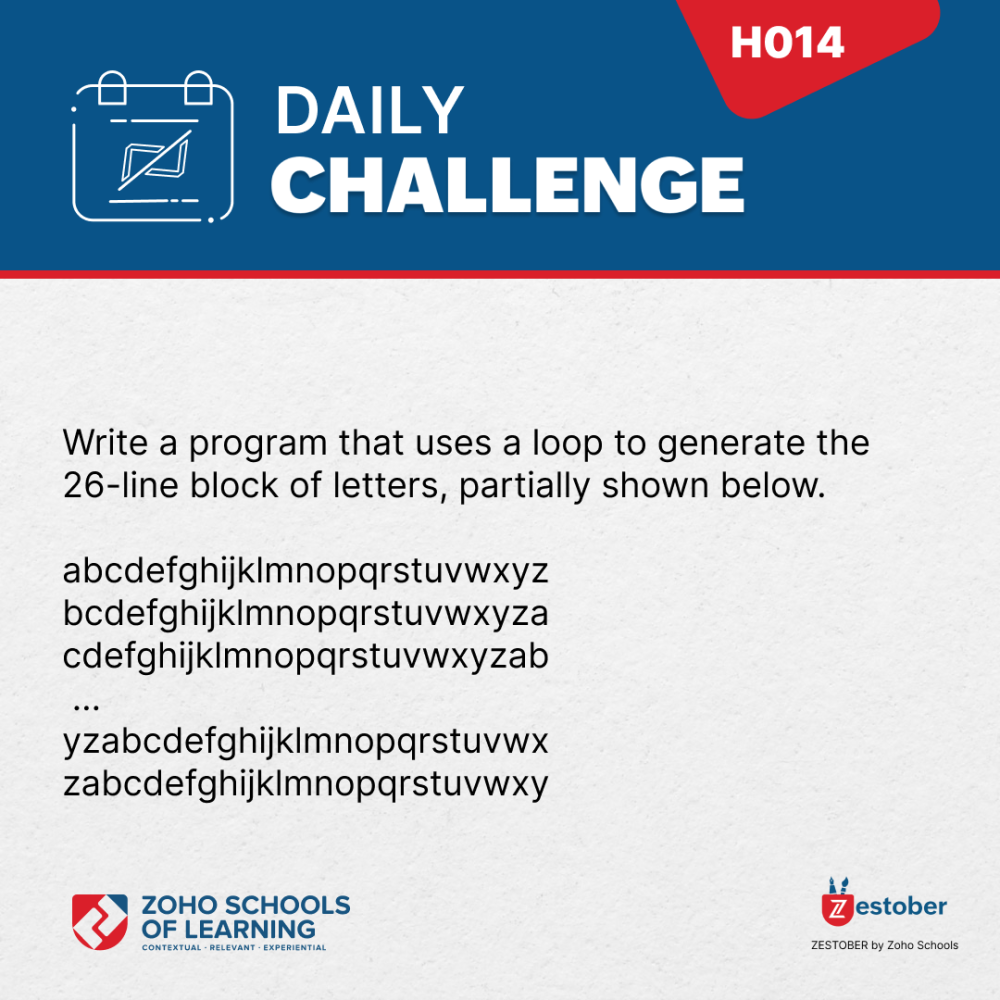 H014
DAILY
CHALLENGE
Write a program that uses a loop to generate the
26-line block of letters, partially shown below.
abcdefghijklmnopqrstuvwxyz
bcdefghijklmnopqrstuvwxyza
cdefghijklmnopqrstuvwxyzab
...
yzabcdefghijklmnopqrstuvwx
zabcdefghijklmnopqrstuvwxy
ZOHO SCHOOLS
OF LEARNING
CONTEXTUAL · RELEVANT · EXPERIENTIAL
Zestober
ZESTOBER by Zoho Schools